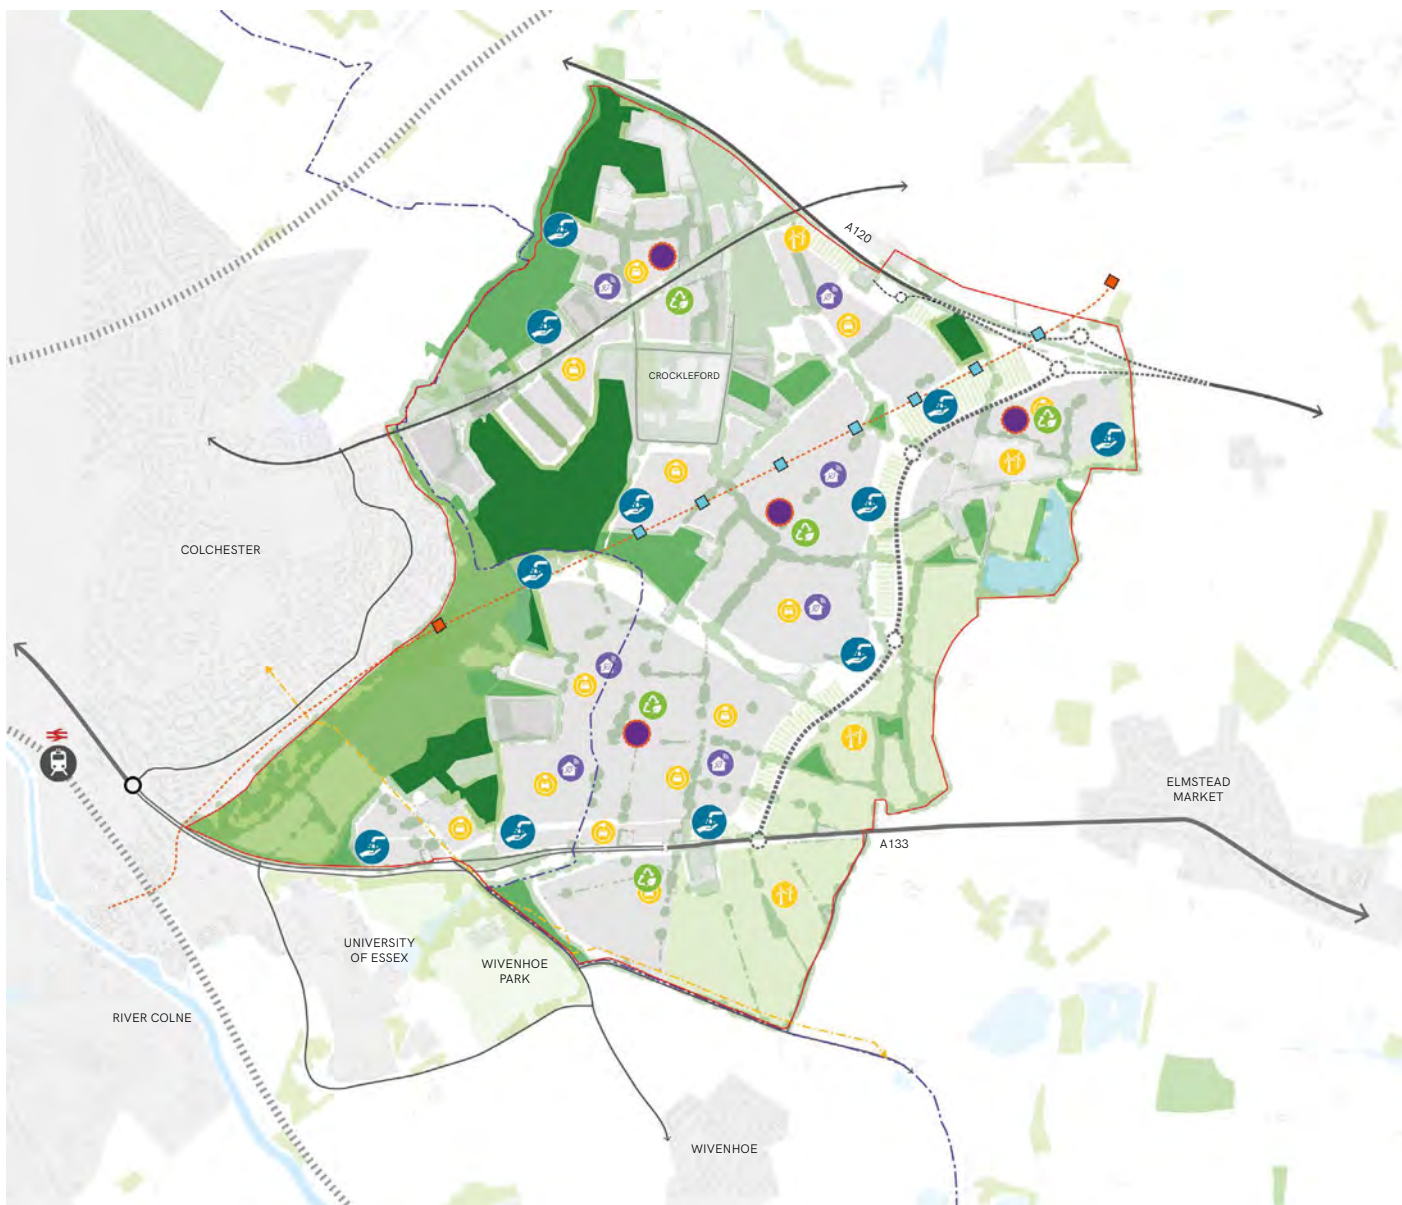 A120
CROCKLEFORD
COLCHESTER
ELMSTEAD
MARKET
A133
UNIVERSITY
OF ESSEX
WIVENHOE
PARK
RIVER COLNE
WIVENHOE